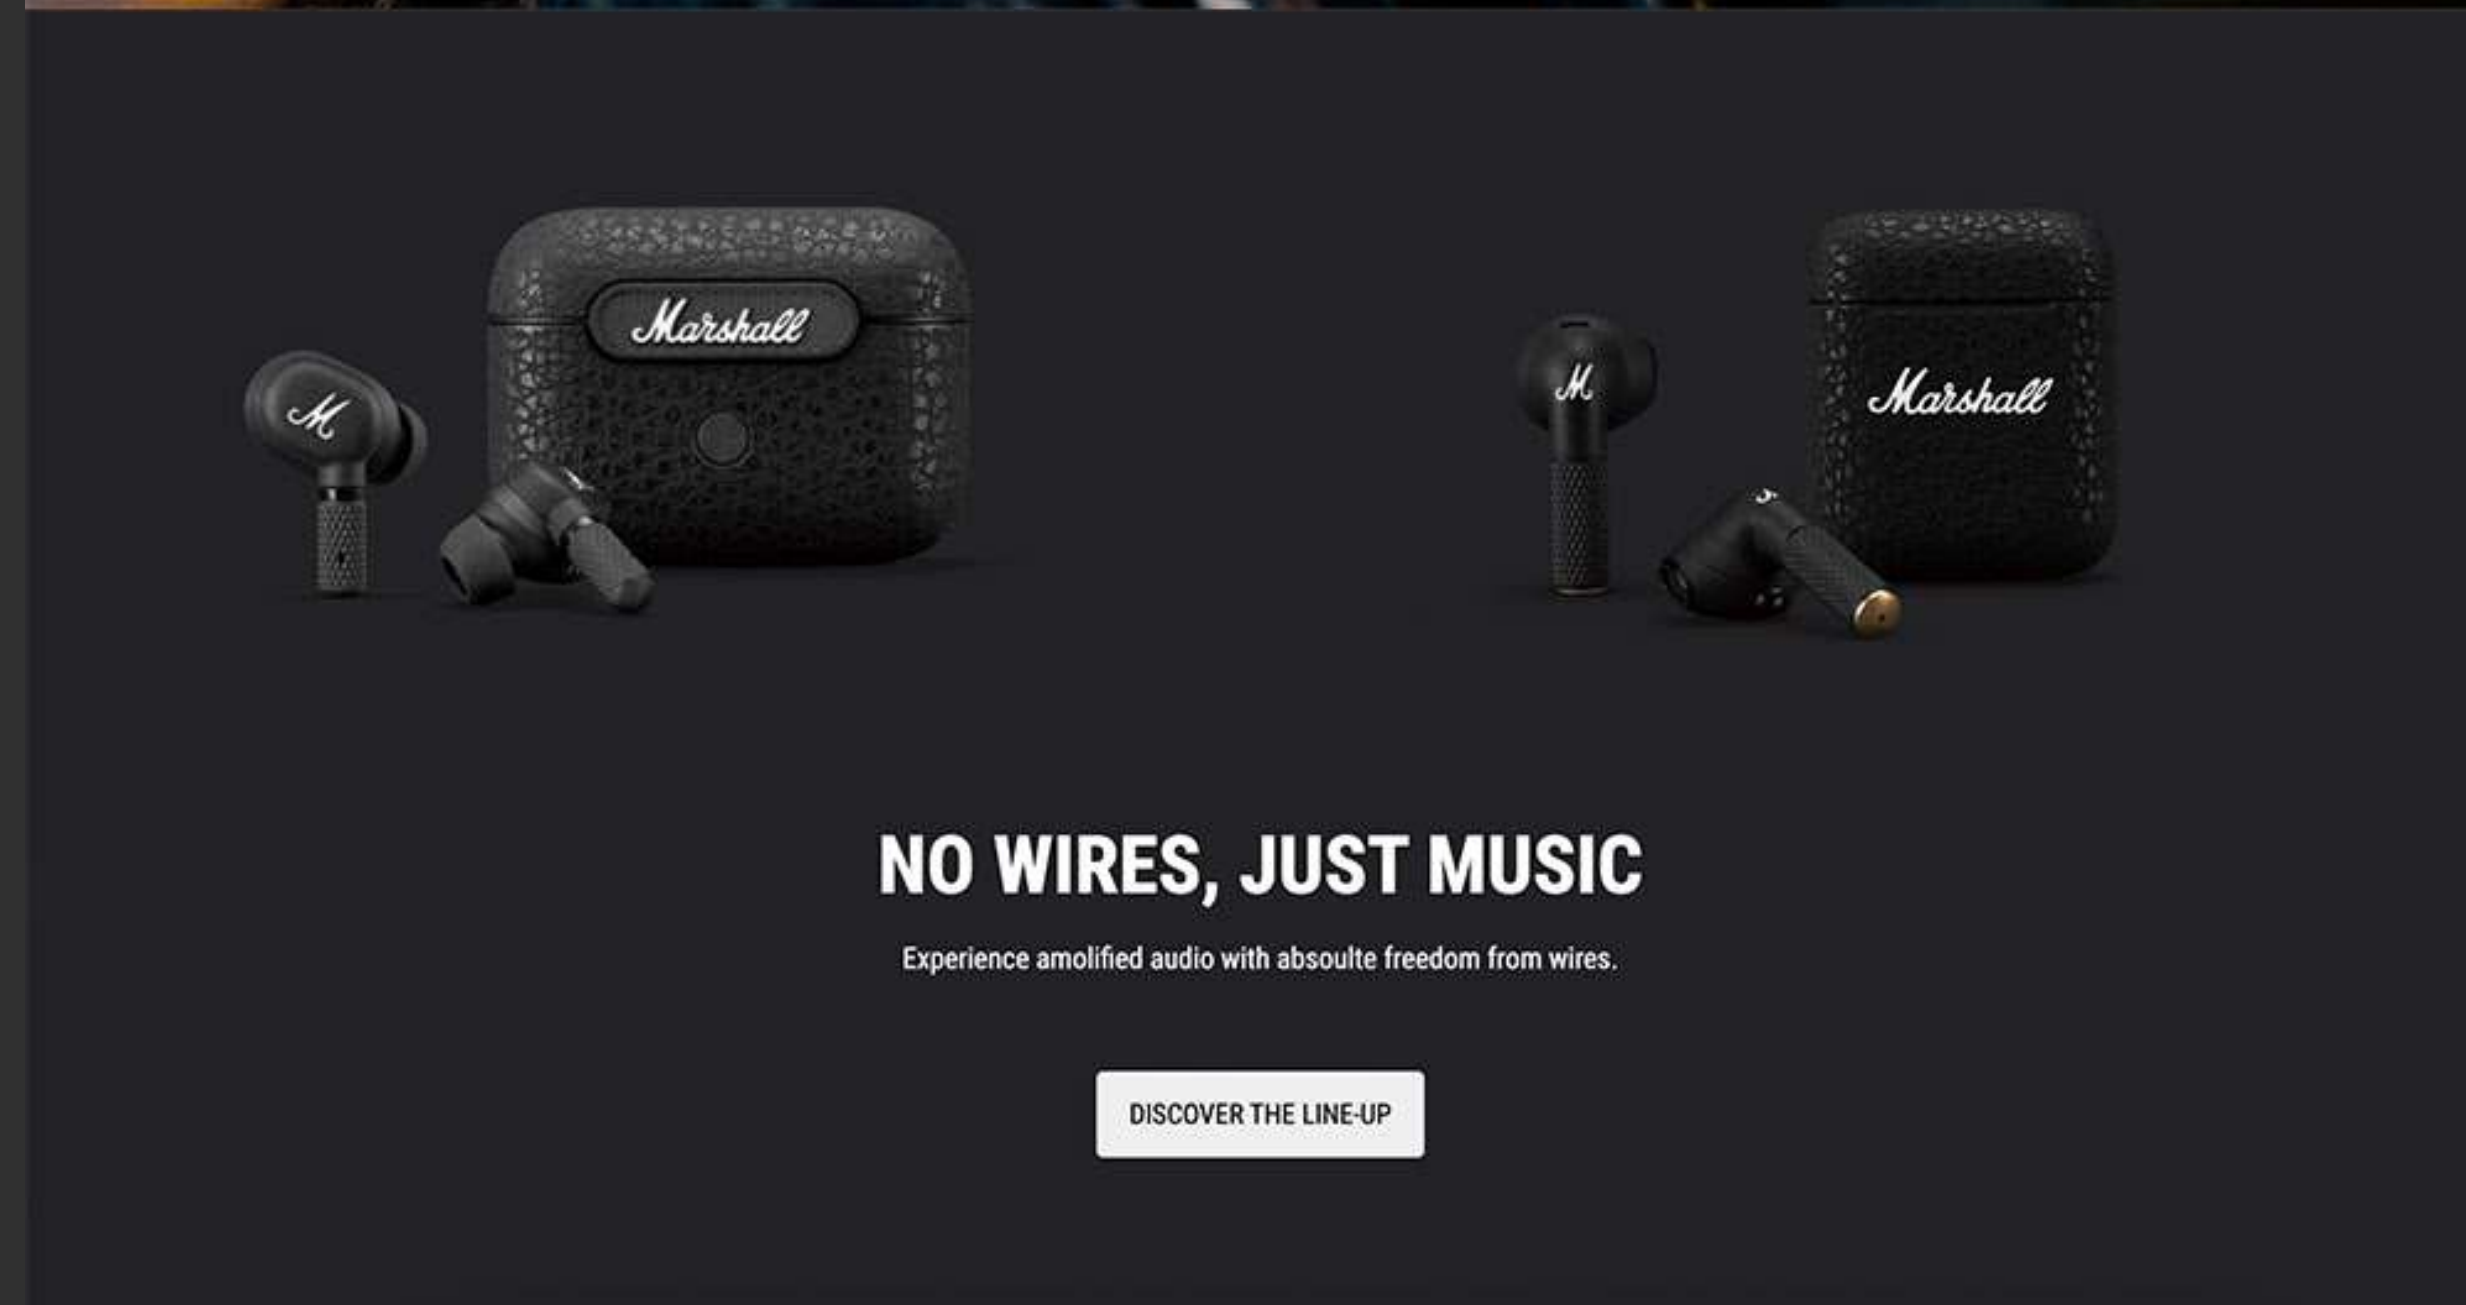 Marshall
M
M
Marshall
NO WIRES, JUST MUSIC
Experience amolified audio with absoulte freedom from wires.
DISCOVER THE LINE-UP